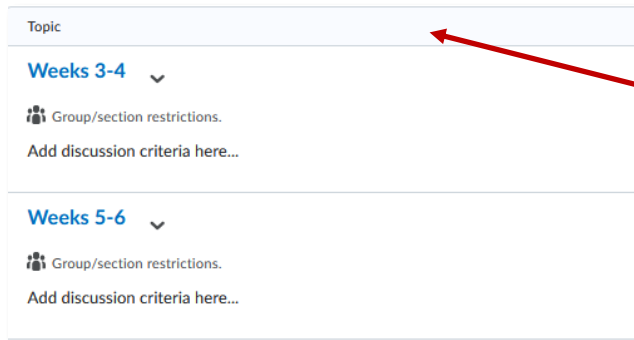 Topic
Weeks 3-4
Group/section restrictions.
Add discussion criteria here...
Weeks 5-6
Group/section restrictions.
Add discussion criteria here...